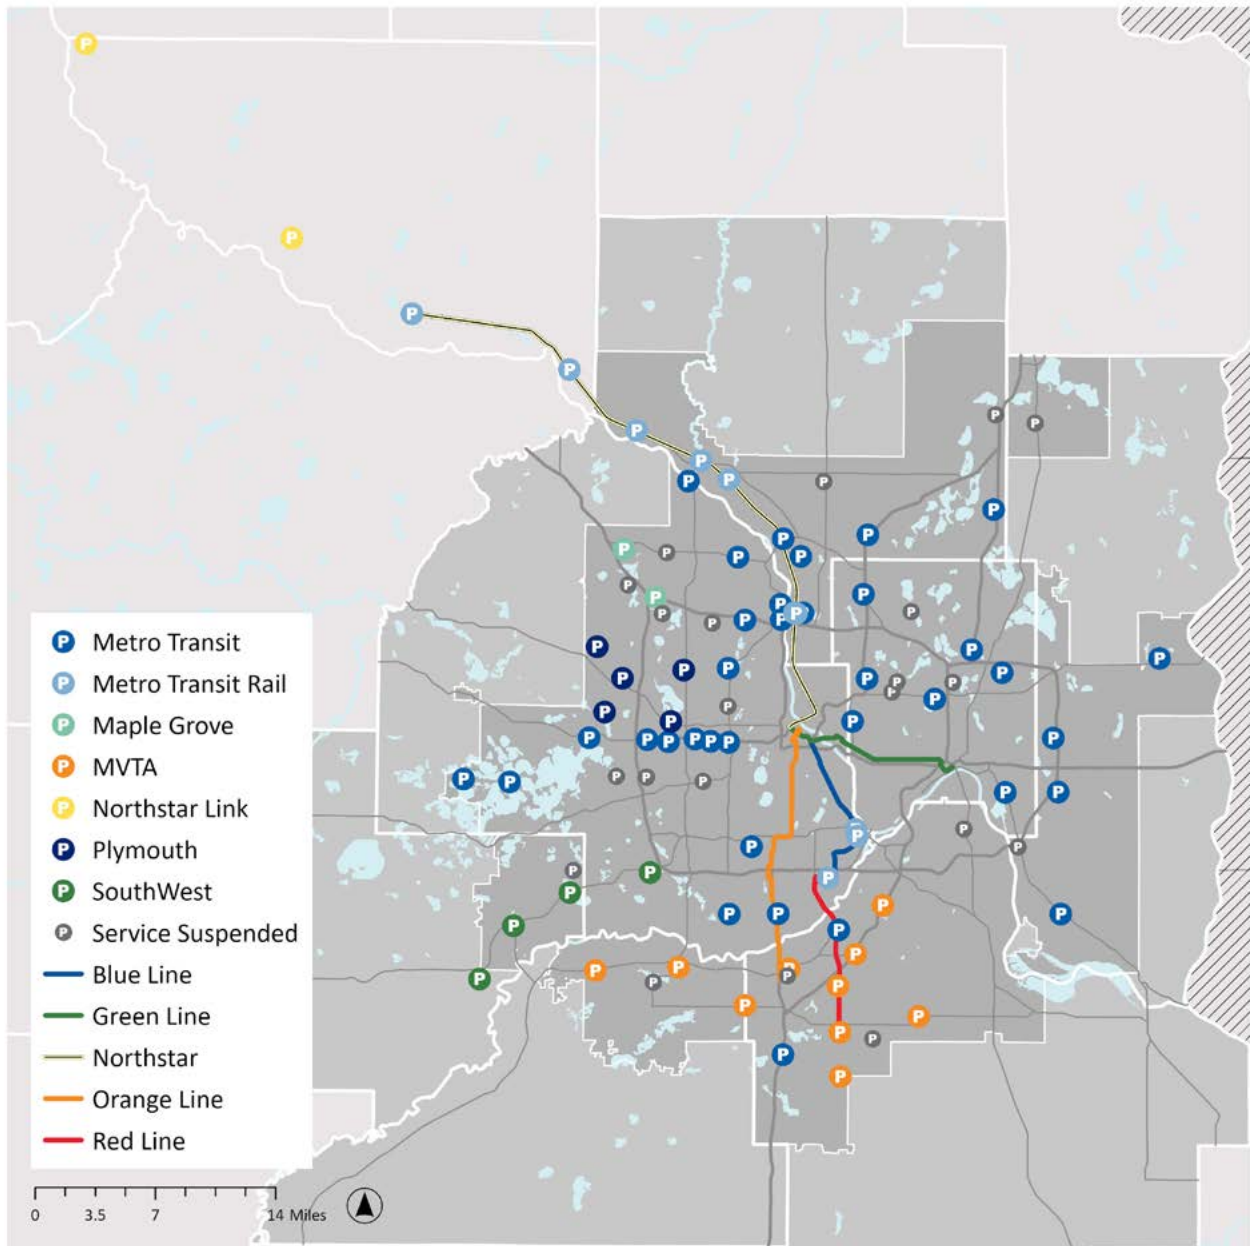 P Metro Transit
P Metro Transit Rail
P Maple Grove
P MVTA
P Northstar Link
P Plymouth
P SouthWest
P Service Suspended
Blue Line
Green Line
Northstar
Orange Line
Red Line
0 3.5 7 14 Miles